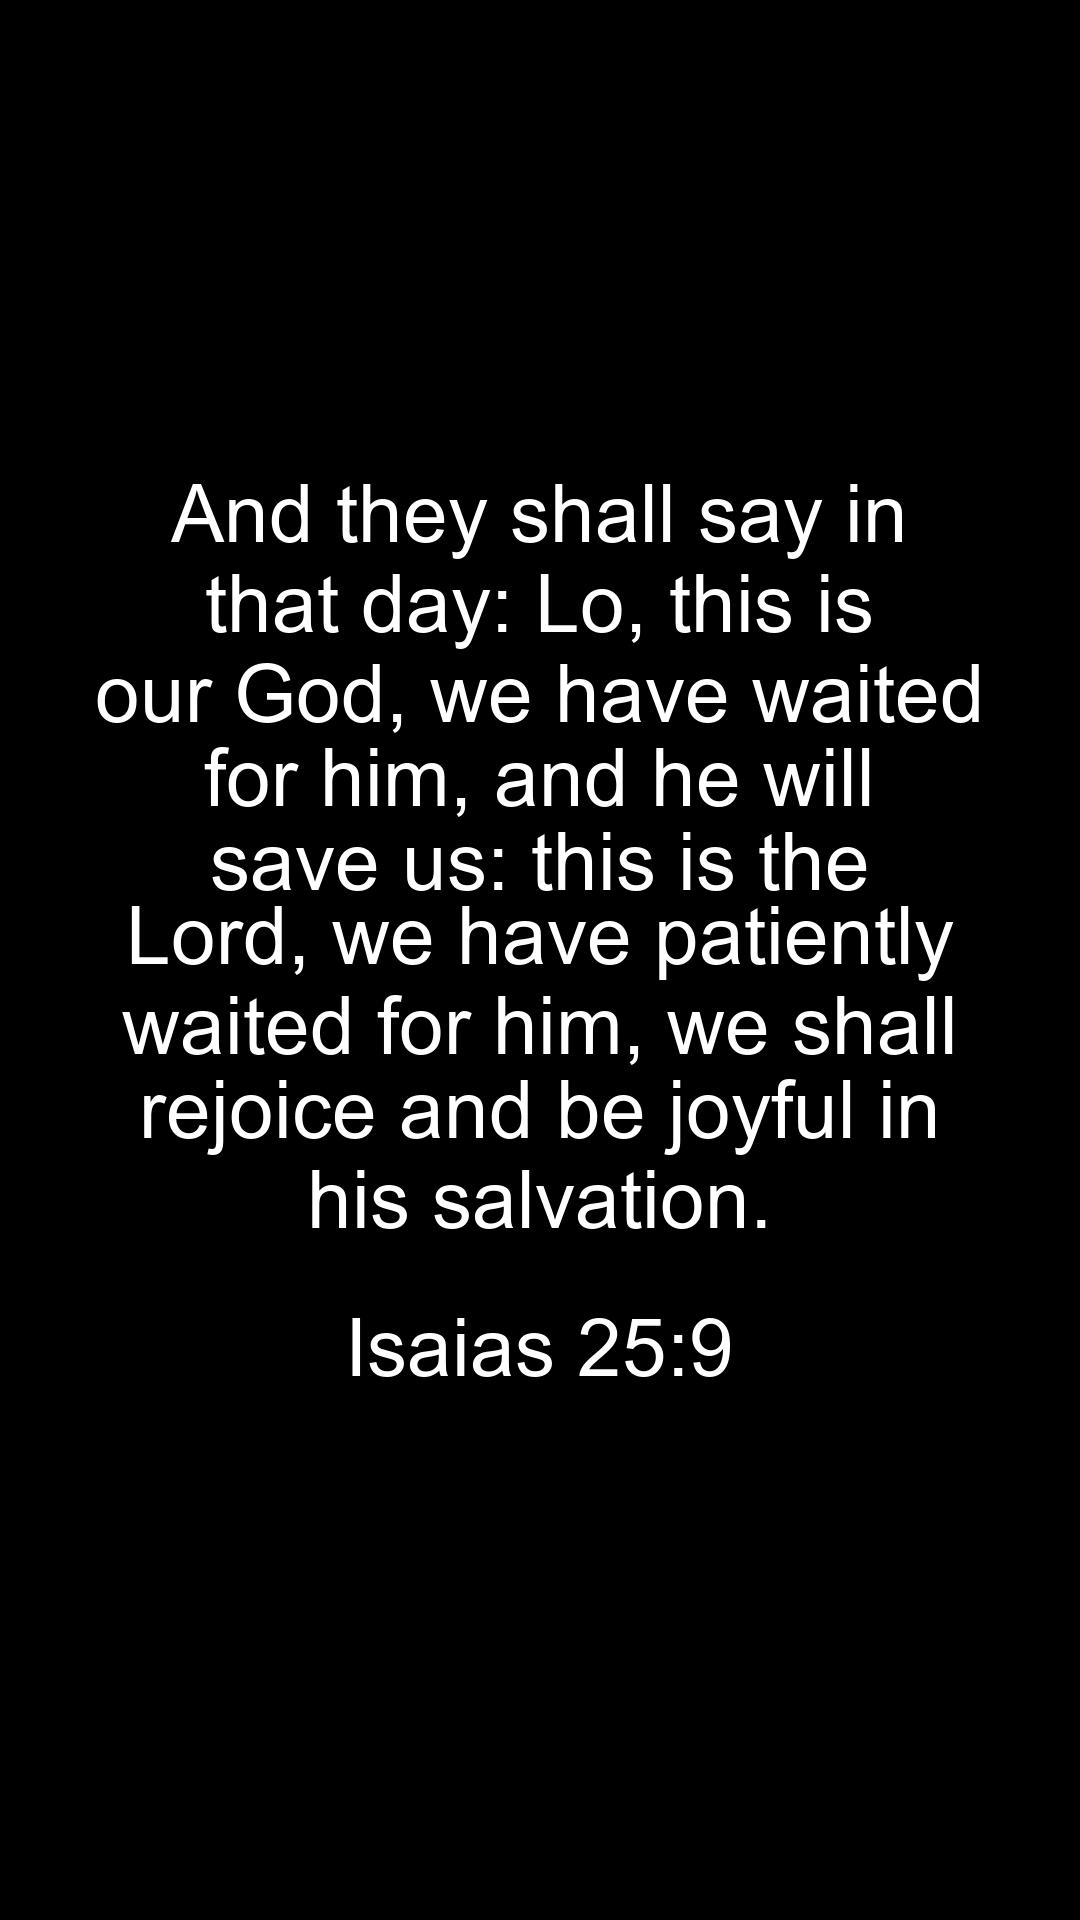 And they shall say in
that day: Lo, this is
our God, we have waited
for him, and he will
save us: this is the
Lord, we have patiently
waited for him, we shall
rejoice and be joyful in
his salvation.
Isaias 25:9